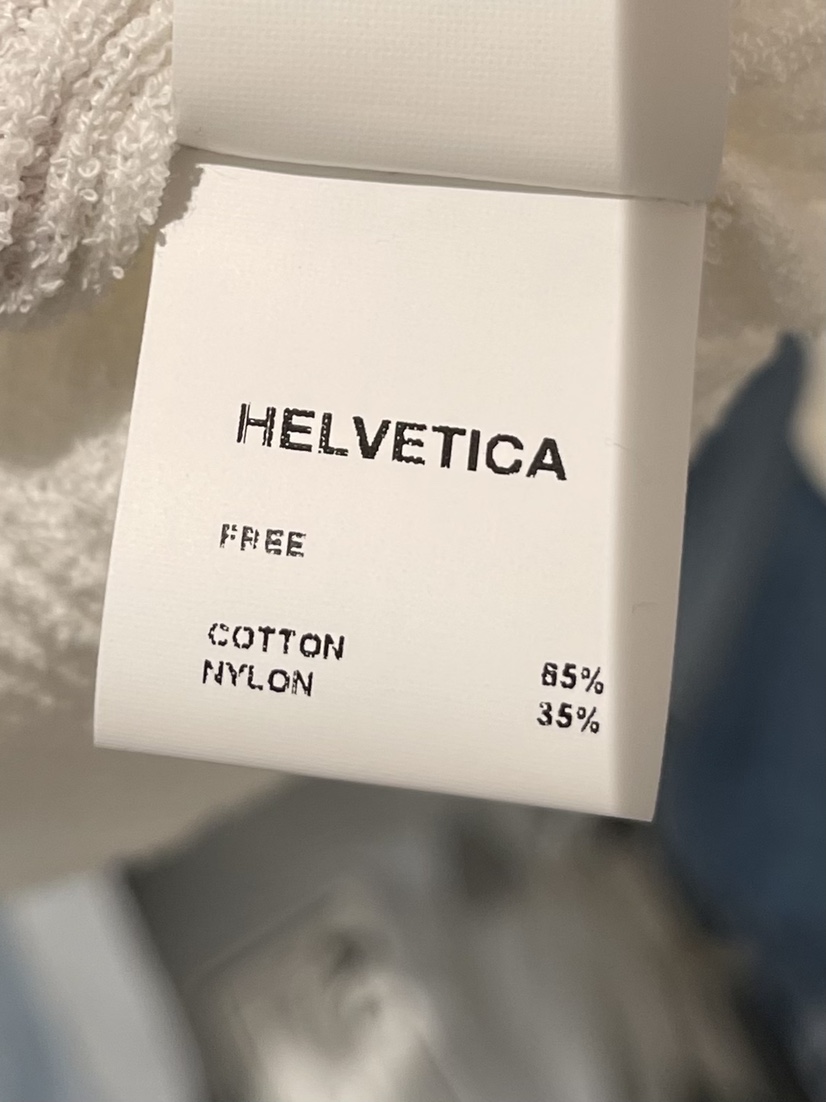 HELVETICA
FREE
COTTON 65%
NYLON 35%